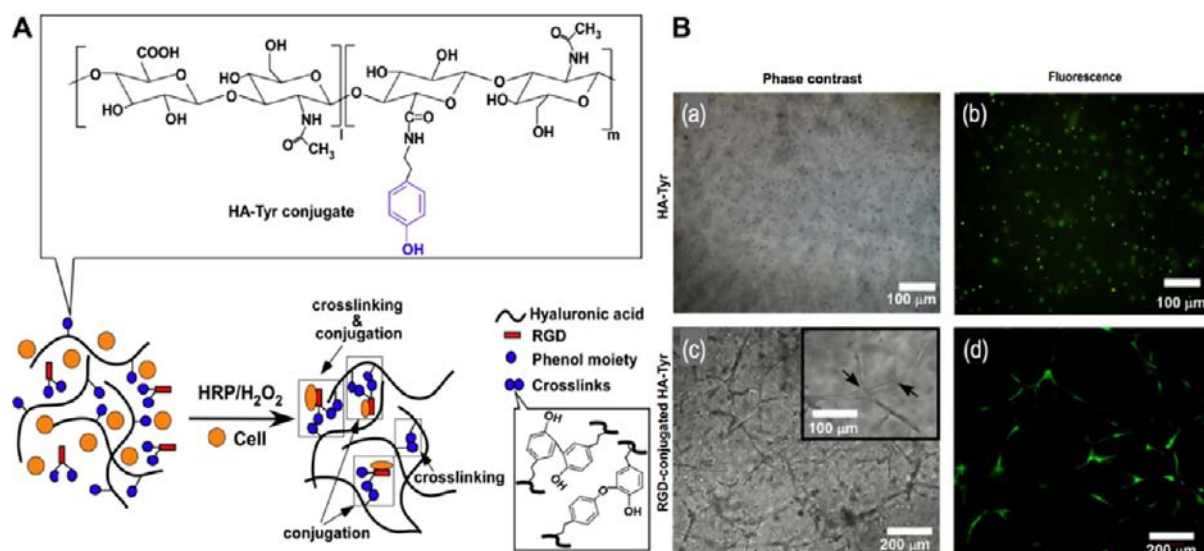 A
COOH
OH
HO
OH
O
HO
NH
O
CH₃
l
HO
OH
O
C=O
NH
OH
HA-Tyr conjugate
O
CH₃
NH
HO
OH
m
crosslinking
&
conjugation
HRP/H₂O₂
Cell
crosslinking
conjugation
Hyaluronic acid
RGD
Phenol moiety
Crosslinks
OH
OH
O
OH
B
Phase contrast
Fluorescence
HA-Tyr
(a)
100 μm
(b)
100 μm
RGD-conjugated HA-Tyr
(c)
100 μm
200 μm
(d)
200 μm